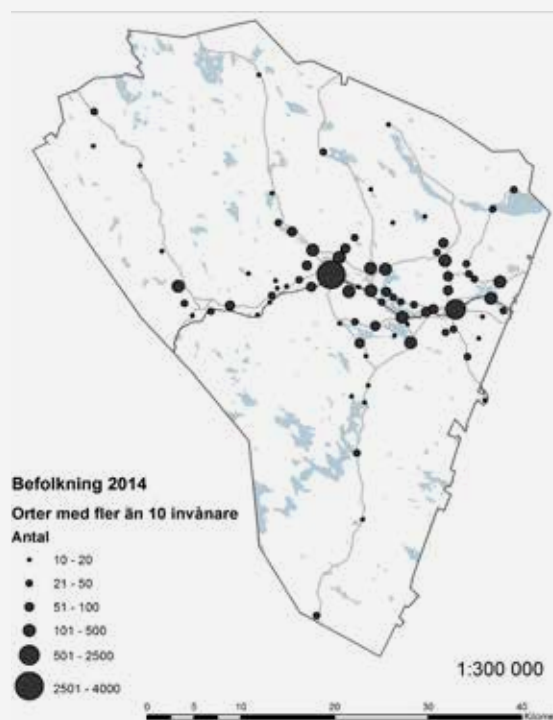 Befolkning 2014
Orter med fler än 10 invånare
Antal
10 - 20
21 - 50
51 - 100
101 - 500
501 - 2500
2501 - 4000
1:300 000
0 10 20 30 40
Kilometer